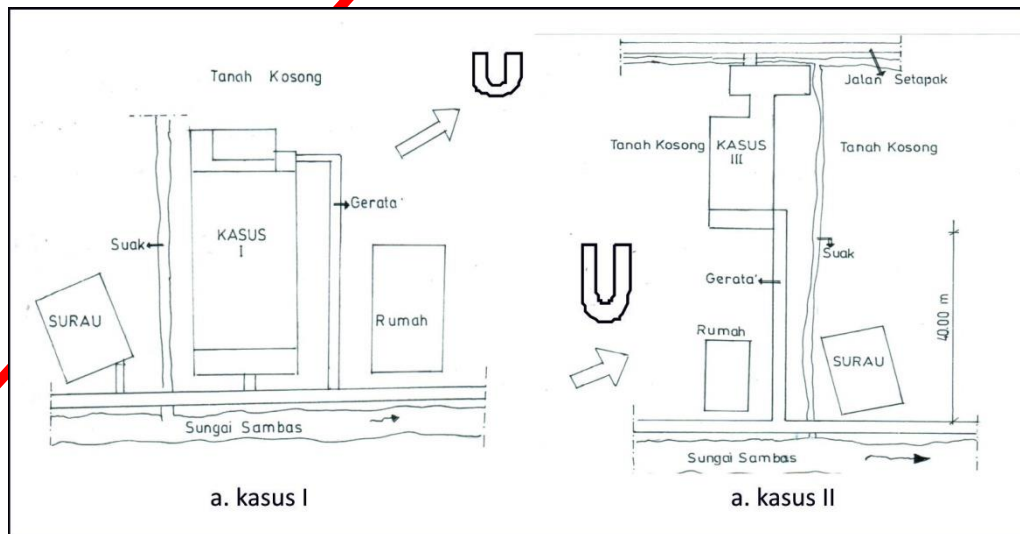 Tanah Kosong
U
Gerata'
Suak
KASUS
I
SURAU
Rumah
Sungai Sambas
a. kasus I
Jalan Setapak
Tanah Kosong
KASUS
III
Tanah Kosong
U
Suak
Gerata'
40.00 m
Rumah
SURAU
Sungai Sambas
a. kasus II